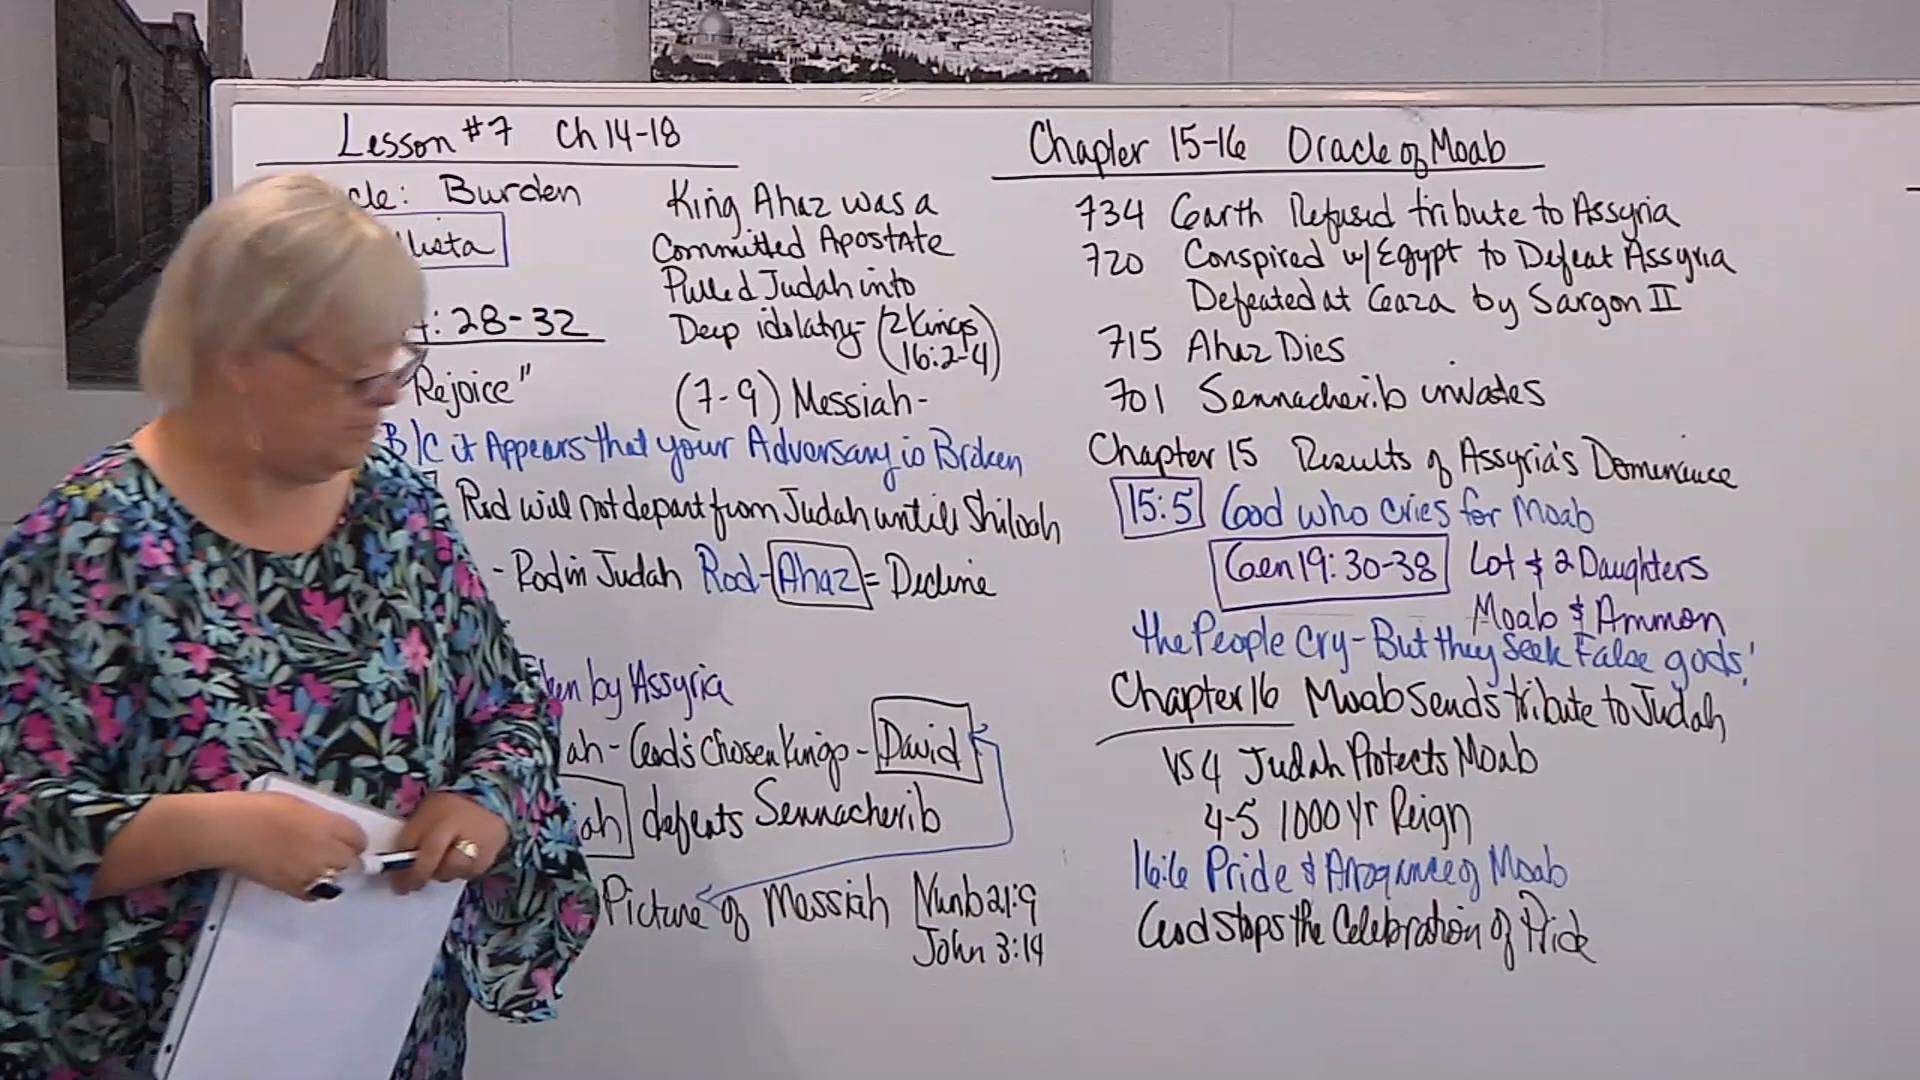 Lesson #7 Ch 14-18
cle: Burden
: 28-32
Rejoice"
King Ahaz was a
Committed Apostate
Pulled Judah into
Deep idolatry- (2 Kings
16:2-4)
(7-9) Messiah-
B/C it Appears that your Adversary is Broken
Rod will not depart from Judah until Shiloah
- Rod in Judah Rod-Ahaz = Decline
ken by Assyria
ah - God's Chosen Kings - David
iah defeats Sennacherib
Picture of Messiah Numb 21:9
John 3:14
Chapter 15-16 Oracle of Moab
734 Garth Refused tribute to Assyria
720 Conspired w/Egypt to Defeat Assyria
Defeated at Gaza by Sargon II
715 Ahaz Dies
701 Sennacherib invades
Chapter 15 Results of Assyria's Dominance
15:5 God who cries for Moab
Gen 19:30-38 Lot & 2 Daughters
Moab & Ammon
the People Cry - But they Seek False gods!
Chapter 16 Moab Sends tribute to Judah
vs 4 Judah Protects Moab
4-5 1000 yr Reign
16:6 Pride & Arogance of Moab
God stops the Celebration of Pride